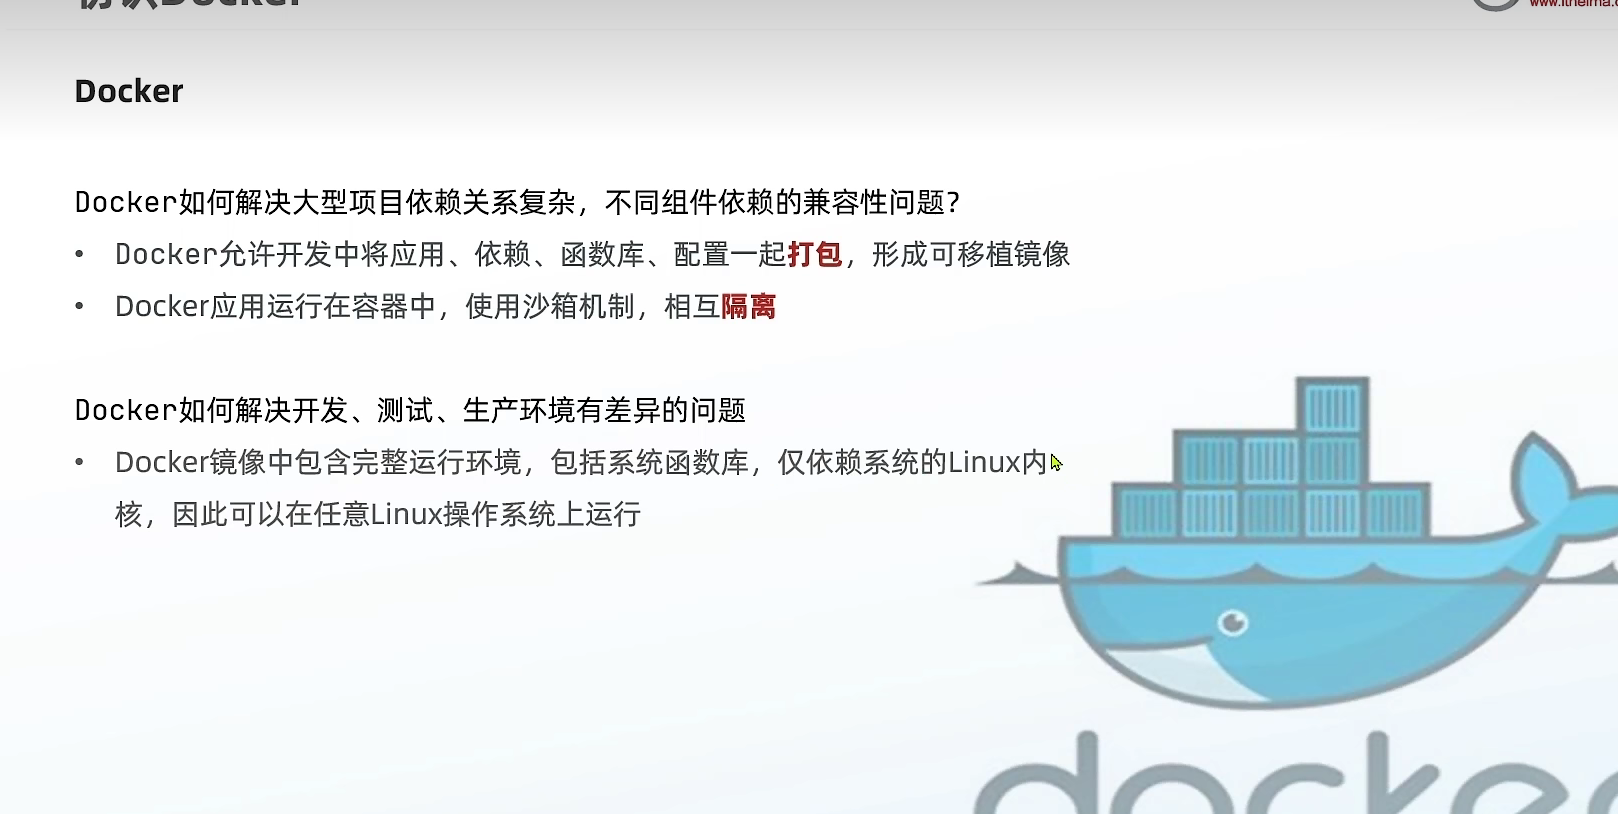 初识Docker
Docker
Docker如何解决大型项目依赖关系复杂，不同组件依赖的兼容性问题？
• Docker允许开发中将应用、依赖、函数库、配置一起打包，形成可移植镜像
• Docker应用运行在容器中，使用沙箱机制，相互隔离
Docker如何解决开发、测试、生产环境有差异的问题
• Docker镜像中包含完整运行环境，包括系统函数库，仅依赖系统的Linux内
核，因此可以在任意Linux操作系统上运行
docke